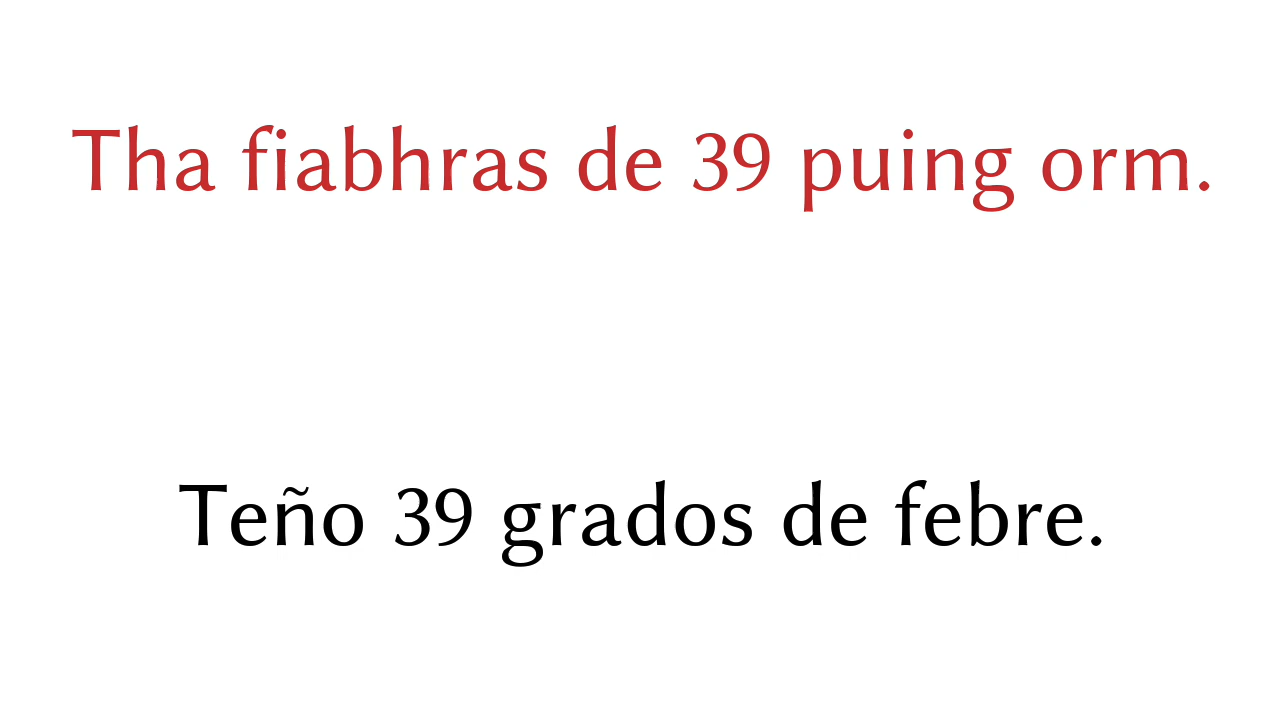 Tha fiabhras de 39 puing orm.
Teño 39 grados de febre.